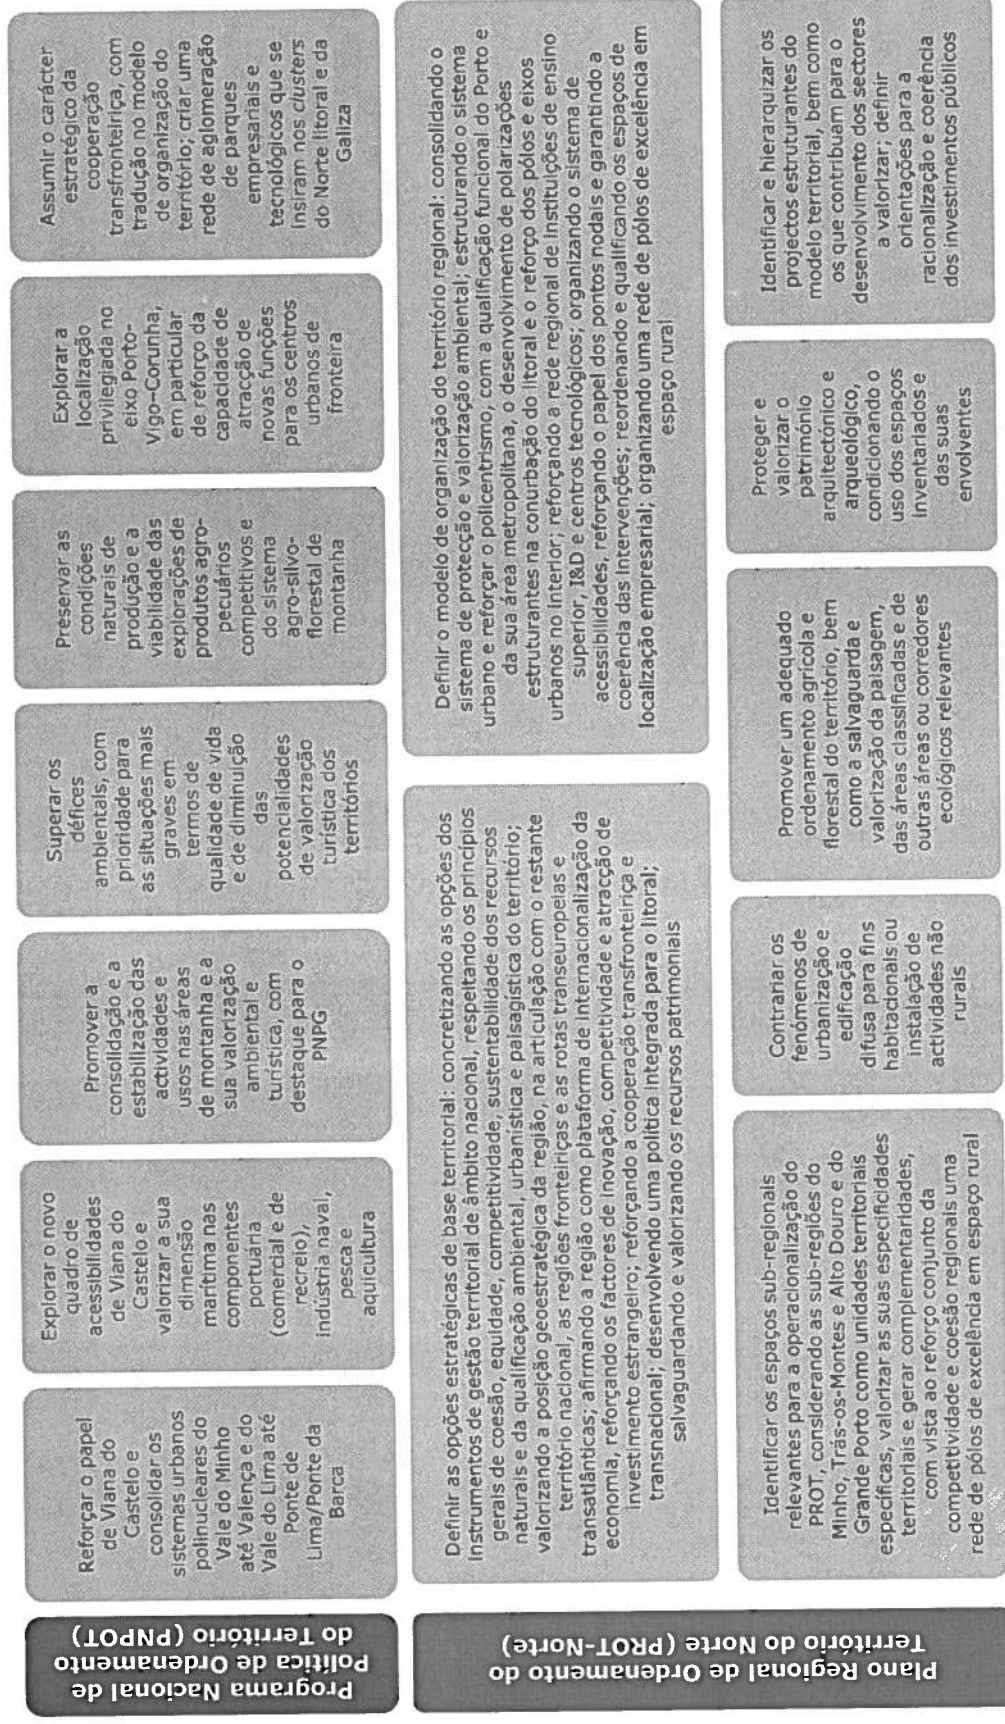 Programa Nacional de
Política de Ordenamento
do Território (PNPOT)
Reforçar o papel
de Viana do
Castelo e
consolidar os
sistemas urbanos
polinucleares do
Vale do Minho
até Valença e do
Vale do Lima até
Ponte de
Lima/Ponte da
Barca
Explorar o novo
quadro de
acessibilidades
de Viana do
Castelo e
valorizar a sua
dimensão
marítima nas
componentes
portuária
(comercial e de
recreio),
indústria naval,
pesca e
aquicultura
Promover a
consolidação e a
estabilização das
actividades e
usos nas áreas
de montanha e a
sua valorização
ambiental e
turística, com
destaque para o
PNPG
Superar os
défices
ambientais, com
prioridade para
as situações mais
graves em
termos de
qualidade de vida
e de diminuição
das
potencialidades
de valorização
turística dos
territórios
Preservar as
condições
naturais de
produção e a
viabilidade das
explorações de
produtos agro-
pecuários
competitivos e
do sistema
agro-silvo-
florestal de
montanha
Explorar a
localização
privilegiada no
eixo Porto-
Vigo-Corunha,
em particular
de reforço da
capacidade de
atracção de
novas funções
para os centros
urbanos de
fronteira
Assumir o carácter
estratégico da
cooperação
transfronteiriça, com
tradução no modelo
de organização do
território; criar uma
rede de aglomeração
de parques
empresariais e
tecnológicos que se
insiram nos clusters
do Norte litoral e da
Galiza
Plano Regional de Ordenamento do
Território do Norte (PROT-Norte)
Definir as opções estratégicas de base territorial: concretizando as opções dos
instrumentos de gestão territorial de âmbito nacional, respeitando os princípios
gerais de coesão, equidade, competitividade, sustentabilidade dos recursos
naturais e da qualificação ambiental, urbanística e paisagística do território;
valorizando a posição geoestratégica da região, na articulação com o restante
território nacional, as regiões fronteiriças e as rotas transeuropeias e
transatlânticas; afirmando a região como plataforma de internacionalização da
economia, reforçando os factores de inovação, competitividade e atracção de
investimento estrangeiro; reforçando a cooperação transfronteiriça e
transnacional; desenvolvendo uma política integrada para o litoral;
salvaguardando e valorizando os recursos patrimoniais
Definir o modelo de organização do território regional: consolidando o
sistema de protecção e valorização ambiental; estruturando o sistema
urbano e reforçar o policentrismo, com a qualificação funcional do Porto e
da sua área metropolitana, o desenvolvimento de polarizações
estruturantes na conurbação do litoral e o reforço dos pólos e eixos
urbanos no interior; reforçando a rede regional de instituições de ensino
superior, I&D e centros tecnológicos; organizando o sistema de
acessibilidades, reforçando o papel dos pontos nodais e garantindo a
coerência das intervenções; reordenando e qualificando os espaços de
localização empresarial; organizando uma rede de pólos de excelência em
espaço rural
Identificar os espaços sub-regionais
relevantes para a operacionalização do
PROT, considerando as sub-regiões do
Minho, Trás-os-Montes e Alto Douro e do
Grande Porto como unidades territoriais
específicas, valorizar as suas especificidades
territoriais e gerar complementaridades,
com vista ao reforço conjunto da
competitividade e coesão regionais uma
rede de pólos de excelência em espaço rural
Contrariar os
fenómenos de
urbanização e
edificação
difusa para fins
habitacionais ou
instalação de
actividades não
rurais
Promover um adequado
ordenamento agrícola e
florestal do território, bem
como a salvaguarda e
valorização da paisagem,
das áreas classificadas e de
outras áreas ou corredores
ecológicos relevantes
Proteger e
valorizar o
património
arquitectónico e
arqueológico,
condicionando o
uso dos espaços
inventariados e
das suas
envolventes
Identificar e hierarquizar os
projectos estruturantes do
modelo territorial, bem como
os que contribuam para o
desenvolvimento dos sectores
a valorizar; definir
orientações para a
racionalização e coerência
dos investimentos públicos